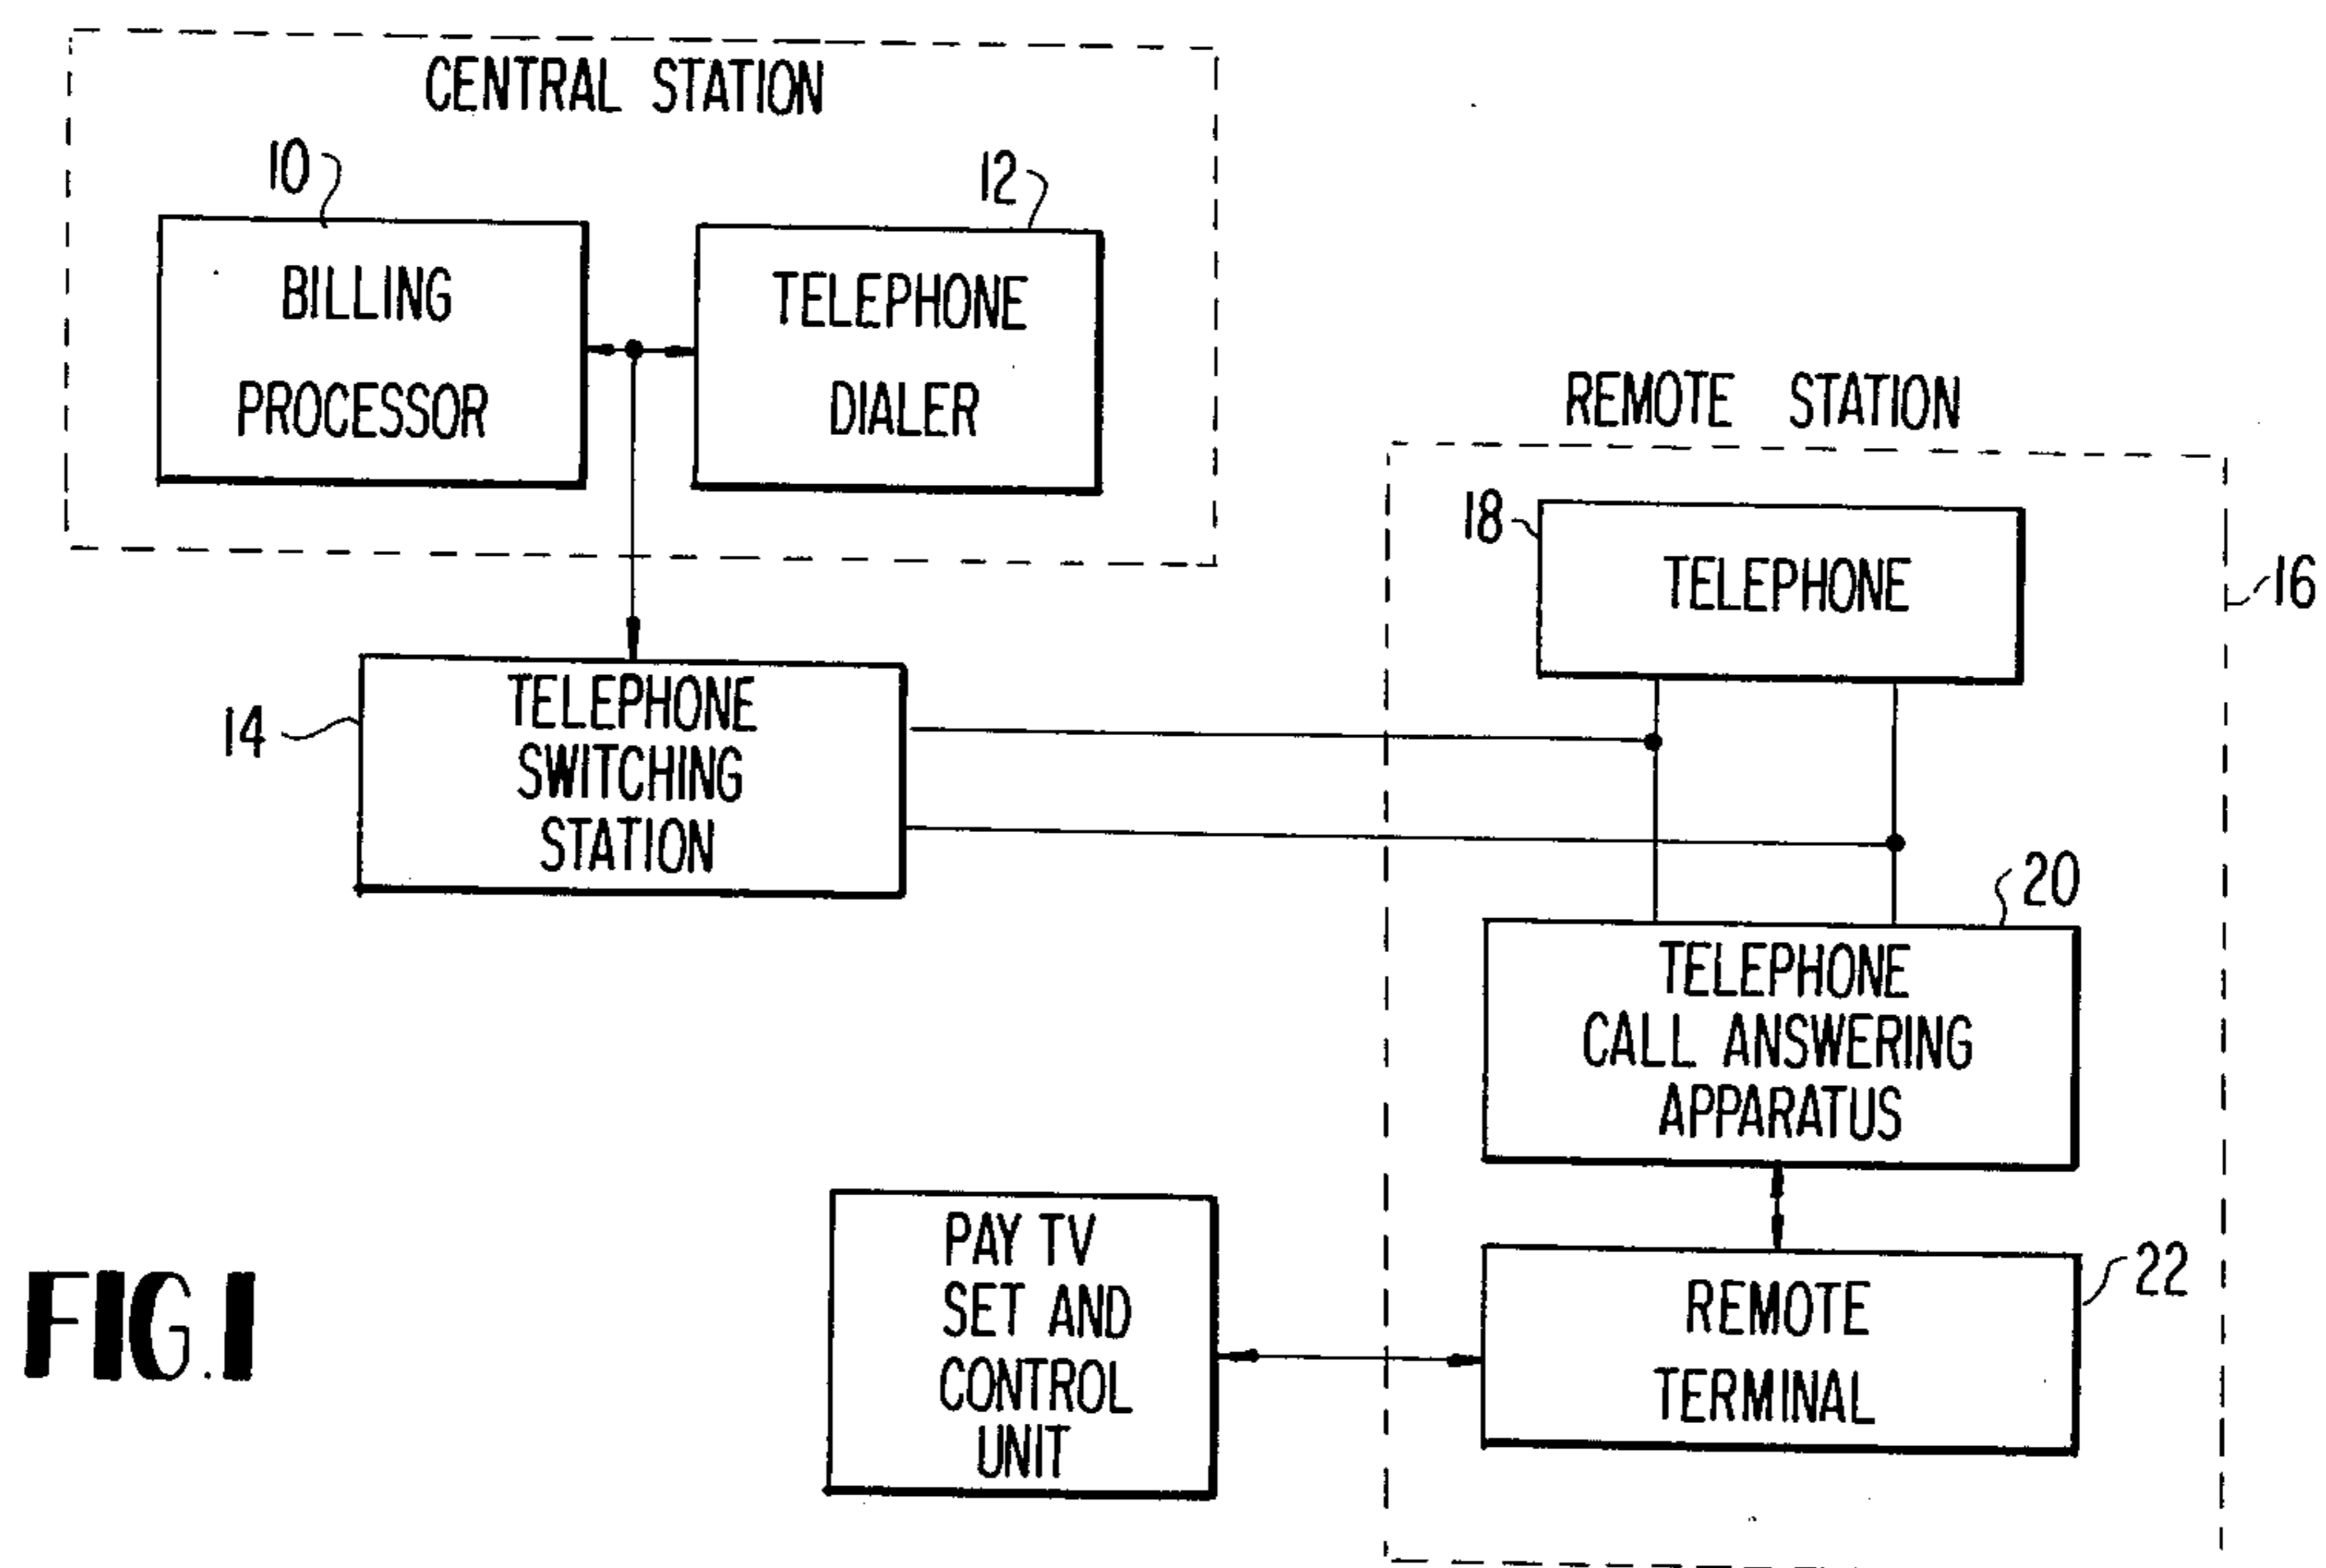 CENTRAL STATION
10
12
BILLING
PROCESSOR
TELEPHONE
DIALER
REMOTE STATION
18
TELEPHONE
16
14
TELEPHONE
SWITCHING
STATION
20
TELEPHONE
CALL ANSWERING
APPARATUS
PAY TV
SET AND
CONTROL
UNIT
22
REMOTE
TERMINAL
FIG.1